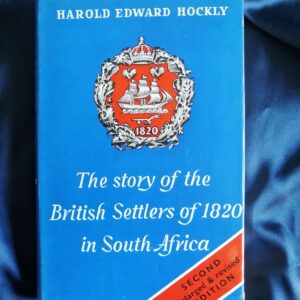 HAROLD EDWARD HOCKLY
1820
The story of the
British Settlers of 1820
in South Africa
SECOND
enlarged & revised
EDITION